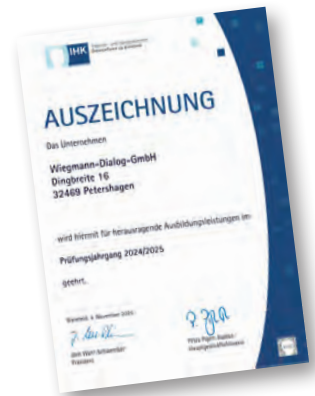 IHK
AUSZEICHNUNG
Das Unternehmen
Wiegmann-Dialog-GmbH
Dingbreite 16
32469 Petershagen
wird hiermit für herausragende Ausbildungsleistungen im
Prüfungsjahrgang 2024/2025
geehrt.